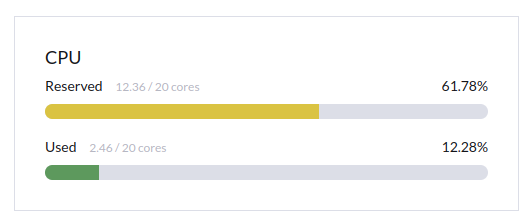 CPU
Reserved 12.36 / 20 cores 61.78%
Used 2.46 / 20 cores 12.28%